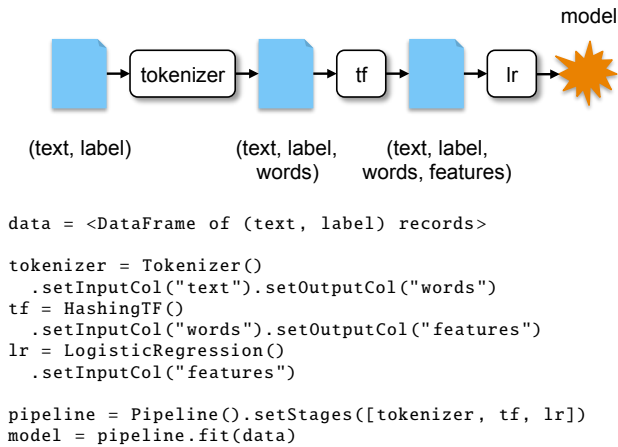 model
tokenizer
tf
lr
(text, label)
(text, label,
words)
(text, label,
words, features)
data = <DataFrame of (text, label) records>
tokenizer = Tokenizer()
  .setInputCol("text").setOutputCol("words")
tf = HashingTF()
  .setInputCol("words").setOutputCol("features")
lr = LogisticRegression()
  .setInputCol("features")
pipeline = Pipeline().setStages([tokenizer, tf, lr])
model = pipeline.fit(data)